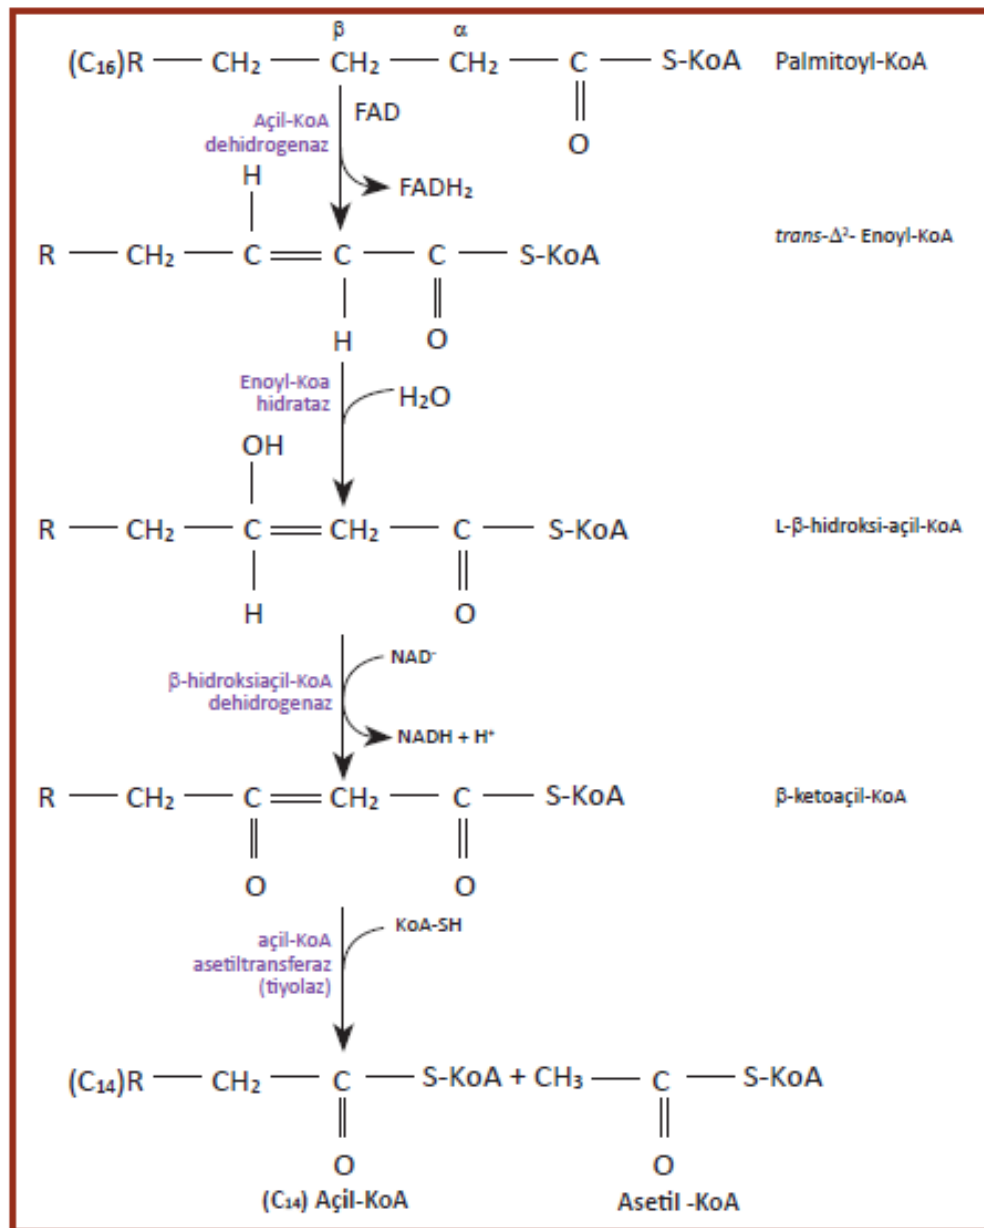 β α
(C₁₆)R CH₂ CH₂ CH₂ C S-KoA Palmitoyl-KoA
FAD
Açil-KoA
dehidrogenaz
O
H
FADH₂
trans-Δ²- Enoyl-KoA
R CH₂ C C C S-KoA
H O
Enoyl-Koa
hidrataz
H₂O
OH
R CH₂ C CH₂ C S-KoA L-β-hidroksi-açil-KoA
H O
NAD⁻
β-hidroksiaçil-KoA
dehidrogenaz
NADH + H⁺
R CH₂ C CH₂ C S-KoA β-ketoaçil-KoA
O O
KoA-SH
açil-KoA
asetiltransferaz
(tiyolaz)
(C₁₄)R CH₂ C S-KoA + CH₃ C S-KoA
O O
(C₁₄) Açil-KoA Asetil -KoA